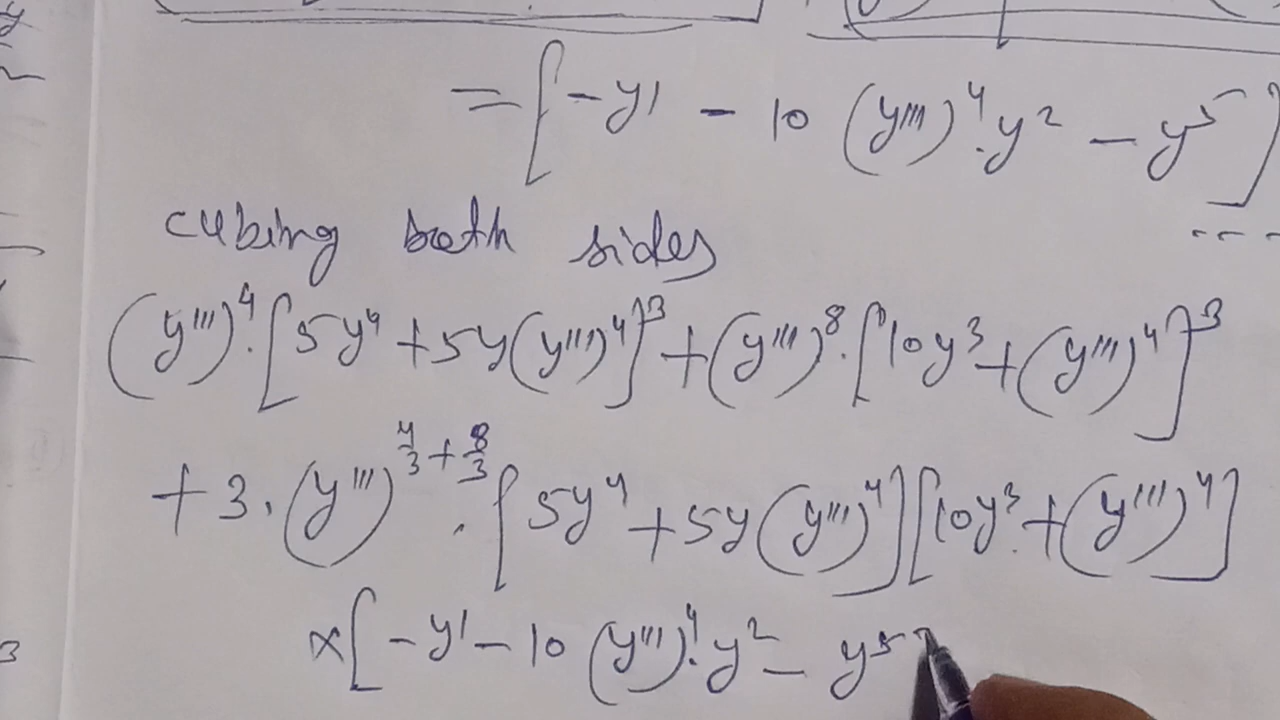 = [ -y' - 10 (y''')^4 . y^2 - y^5 ]
cubing both sides
(y''')^4 . [ 5y^4 + 5y (y''')^4 ]^3 + (y''')^8 . [ 10y^3 + (y''')^4 ]^3
+ 3 . (y''')^{4/3 + 8/3} . [ 5y^4 + 5y (y''')^4 ] [ 10y^3 + (y''')^4 ]
x [ -y' - 10 (y''')^4 . y^2 - y^5